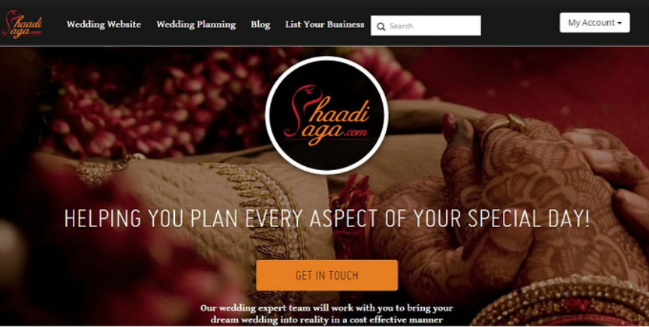 Shaadi
Saga.com
Wedding Website Wedding Planning Blog List Your Business Search My Account
Shaadi
Saga.com
HELPING YOU PLAN EVERY ASPECT OF YOUR SPECIAL DAY!
GET IN TOUCH
Our wedding expert team will work with you to bring your
dream wedding into reality in a cost effective manner